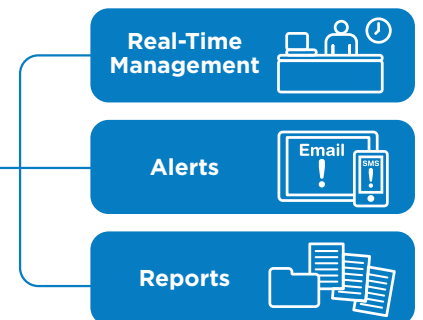 Real-Time
Management
Alerts
Email
!
SMS
!
Reports